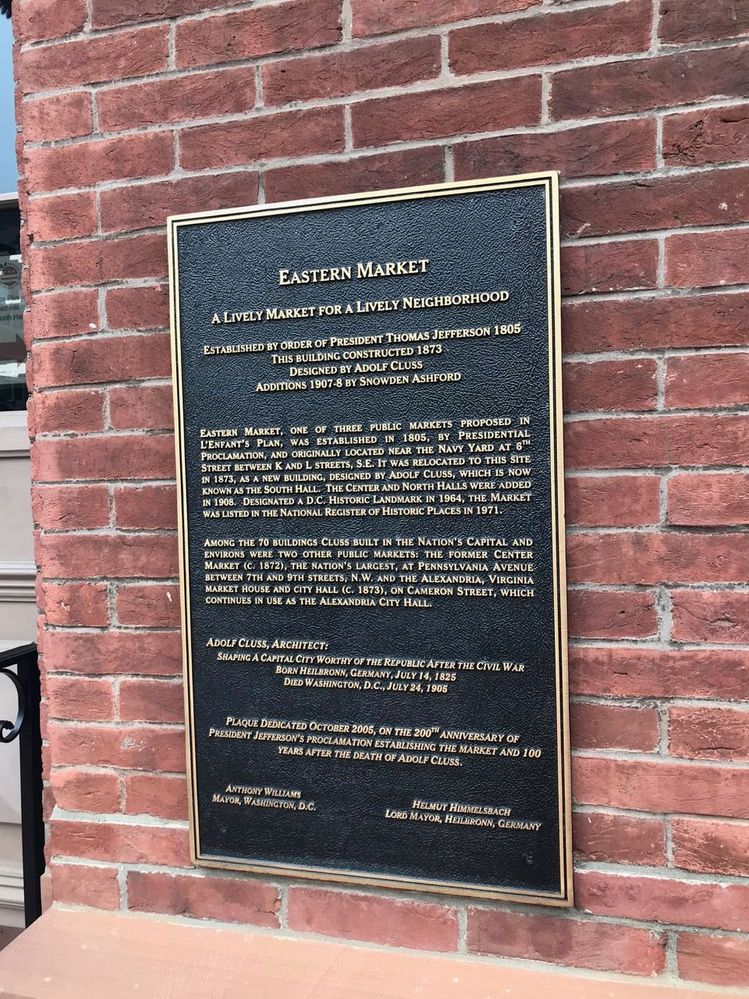 EASTERN MARKET
A LIVELY MARKET FOR A LIVELY NEIGHBORHOOD
ESTABLISHED BY ORDER OF PRESIDENT THOMAS JEFFERSON 1805
THIS BUILDING CONSTRUCTED 1873
DESIGNED BY ADOLF CLUSS
ADDITIONS 1907-8 BY SNOWDEN ASHFORD
EASTERN MARKET, ONE OF THREE PUBLIC MARKETS PROPOSED IN
L'ENFANT'S PLAN, WAS ESTABLISHED IN 1805, BY PRESIDENTIAL
PROCLAMATION, AND ORIGINALLY LOCATED NEAR THE NAVY YARD AT 6TH
STREET BETWEEN K AND L STREETS, S.E. IT WAS RELOCATED TO THIS SITE
IN 1873, AS A NEW BUILDING, DESIGNED BY ADOLF CLUSS, WHICH IS NOW
KNOWN AS THE SOUTH HALL. THE CENTER AND NORTH HALLS WERE ADDED
IN 1908. DESIGNATED A D.C. HISTORIC LANDMARK IN 1964, THE MARKET
WAS LISTED IN THE NATIONAL REGISTER OF HISTORIC PLACES IN 1971.
AMONG THE 70 BUILDINGS CLUSS BUILT IN THE NATION'S CAPITAL AND
ENVIRONS WERE TWO OTHER PUBLIC MARKETS: THE FORMER CENTER
MARKET (C. 1872), THE NATION'S LARGEST, AT PENNSYLVANIA AVENUE
BETWEEN 7TH AND 9TH STREETS, N.W. AND THE ALEXANDRIA, VIRGINIA
MARKET HOUSE AND CITY HALL (C. 1873), ON CAMERON STREET, WHICH
CONTINUES IN USE AS THE ALEXANDRIA CITY HALL.
ADOLF CLUSS, ARCHITECT:
SHAPING A CAPITAL CITY WORTHY OF THE REPUBLIC AFTER THE CIVIL WAR
BORN HEILBRONN, GERMANY, JULY 14, 1825
DIED WASHINGTON, D.C., JULY 24, 1905
PLAQUE DEDICATED OCTOBER 2005, ON THE 200TH ANNIVERSARY OF
PRESIDENT JEFFERSON'S PROCLAMATION ESTABLISHING THE MARKET AND 100
YEARS AFTER THE DEATH OF ADOLF CLUSS.
ANTHONY WILLIAMS
MAYOR, WASHINGTON, D.C.
HELMUT HIMMELSBACH
LORD MAYOR, HEILBRONN, GERMANY